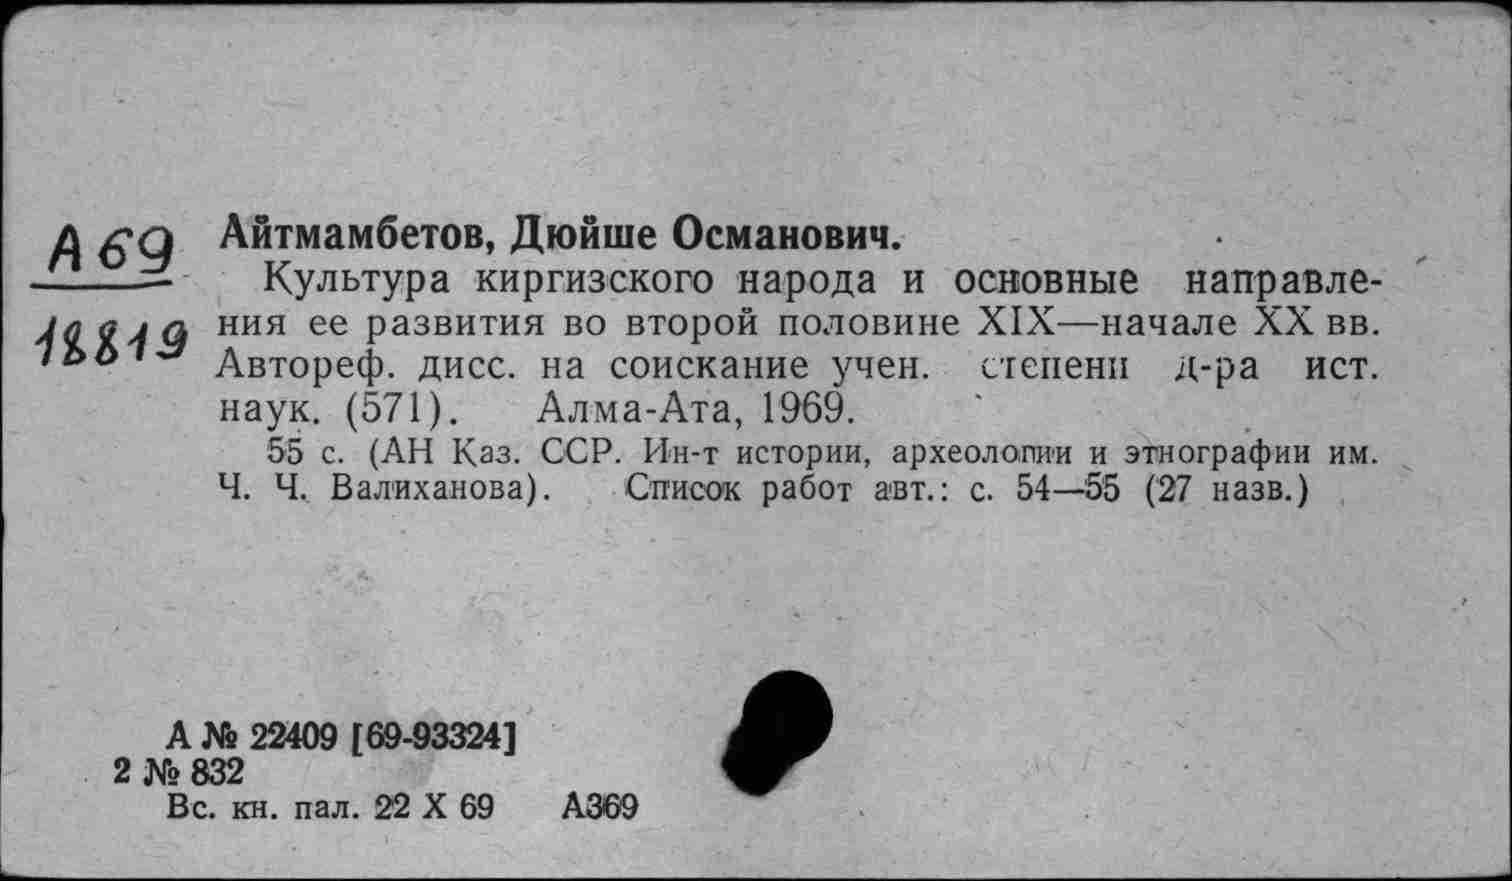 А69
18819
Айтмамбетов, Дюйше Османович.
Культура киргизского народа и основные направле-
ния ее развития во второй половине XIX—начале XX вв.
Автореф. дисс. на соискание учен. степени д-ра ист.
наук. (571). Алма-Ата, 1969.
55 с. (АН Каз. ССР. Ин-т истории, археологии и этнографии им.
Ч. Ч. Валиханова). Список работ авт.: с. 54—55 (27 назв.)
А № 22409 [69-93324]
2 № 832
Вс. кн. пал. 22 X 69 А369